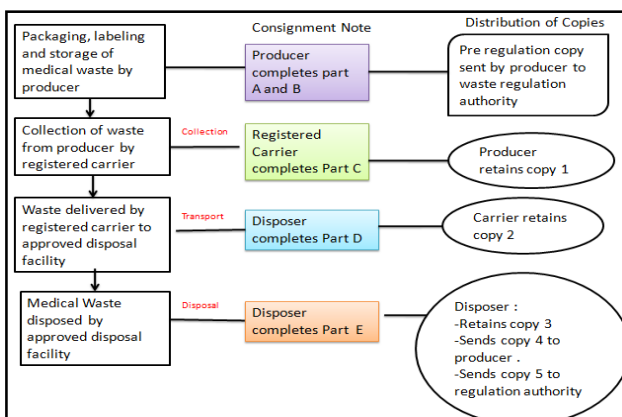 Consignment Note
Distribution of Copies
Packaging, labeling
and storage of
medical waste by
producer
Producer
completes part
A and B
Pre regulation copy
sent by producer to
waste regulation
authority
Collection of waste
from producer by
registered carrier
Collection
Registered
Carrier
completes Part C
Producer
retains copy 1
Waste delivered by
registered carrier to
approved disposal
facility
Transport
Disposer
completes Part D
Carrier retains
copy 2
Medical Waste
disposed by
approved disposal
facility
Disposal
Disposer
completes Part E
Disposer :
-Retains copy 3
-Sends copy 4 to
producer .
-Sends copy 5 to
regulation authority